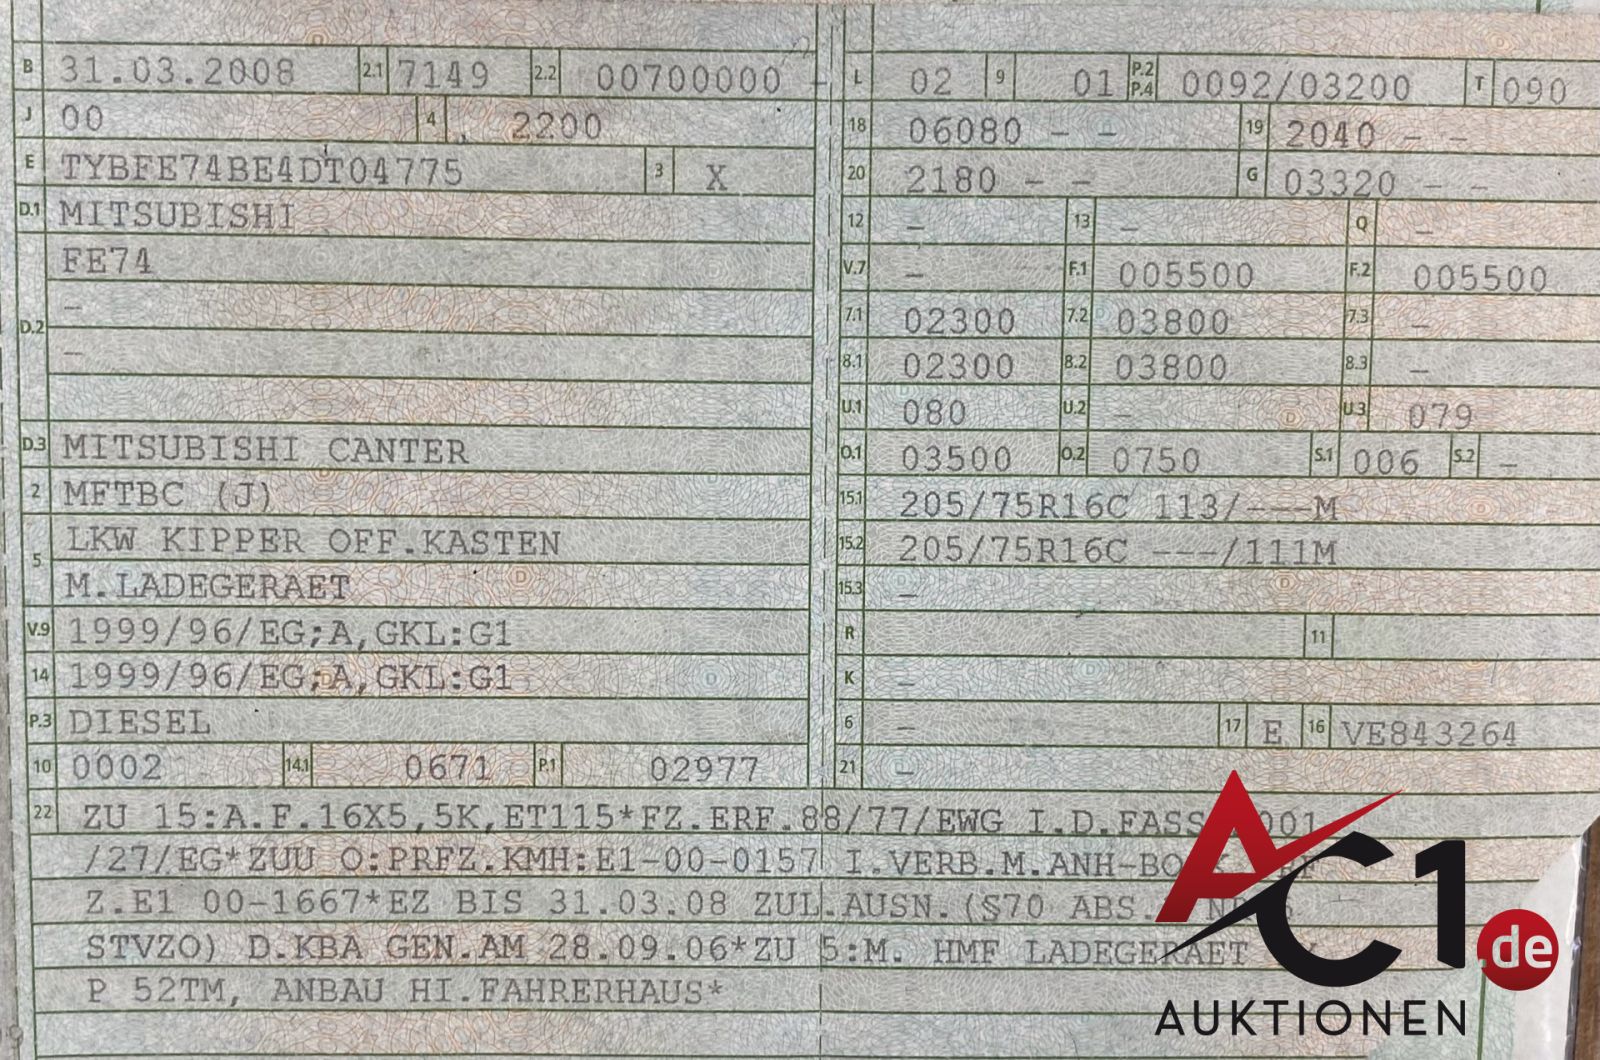 B 31.03.2008 2.1 7149 2.2 00700000 -
J 00 4 2200
E TYBFE74BE4DT04775 3 X
D.1 MITSUBISHI
FE74
D.2 -
-
D.3 MITSUBISHI CANTER
2 MFTBC (J)
5 LKW KIPPER OFF.KASTEN
M.LADEGERAET
V.9 1999/96/EG;A,GKL:G1
14 1999/96/EG;A,GKL:G1
P.3 DIESEL
10 0002 14.1 0671 P.1 02977
L 02 9 01 P.2 P.4 0092/03200 T 090
18 06080 - - 19 2040 - -
20 2180 - - G 03320 - -
12 - 13 - Q -
V.7 - F.1 005500 F.2 005500
7.1 02300 7.2 03800 7.3 -
8.1 02300 8.2 03800 8.3 -
U.1 080 U.2 - U.3 079
O.1 03500 O.2 0750 S.1 006 S.2 -
15.1 205/75R16C 113/---M
15.2 205/75R16C ---/111M
15.3 -
R 11
K -
6 - 17 E 16 VE843264
21 -
22 ZU 15:A.F.16X5,5K,ET115*FZ.ERF.88/77/EWG I.D.FASS 001
/27/EG*ZUU O:PRFZ.KMH:E1-00-0157 I.VERB.M.ANH-BO
Z.E1 00-1667*EZ BIS 31.03.08 ZUL.AUSN.(§70 ABS.
STVZO) D.KBA GEN.AM 28.09.06*ZU 5:M. HMF LADEGERAET
P 52TM, ANBAU HI.FAHRERHAUS*
AC1.de
AUKTIONEN